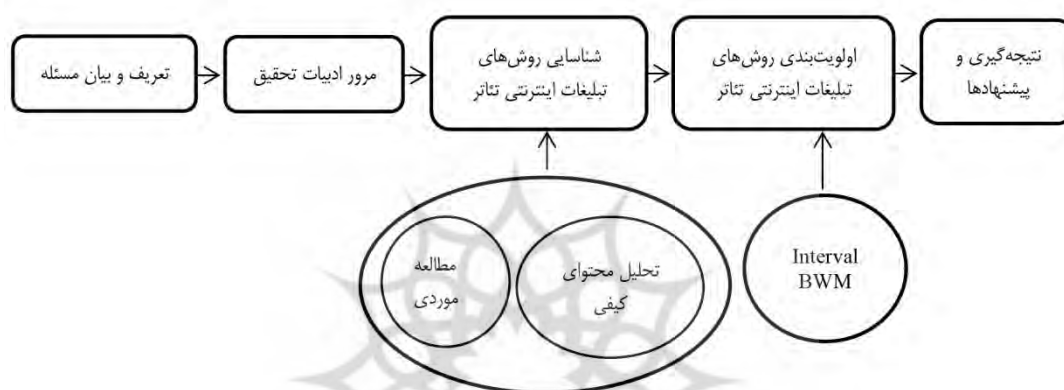 تعریف و بیان مسئله
مرور ادبیات تحقیق
شناسایی روش‌های
تبلیغات اینترنتی تئاتر
اولویت‌بندی روش‌های
تبلیغات اینترنتی تئاتر
نتیجه‌گیری و
پیشنهادها
مطالعه
موردی
تحلیل محتوای
کیفی
Interval
BWM